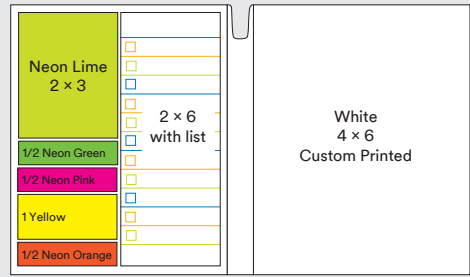 Neon Lime
2 × 3
1/2 Neon Green
1/2 Neon Pink
1 Yellow
1/2 Neon Orange
2 × 6
with list
White
4 × 6
Custom Printed